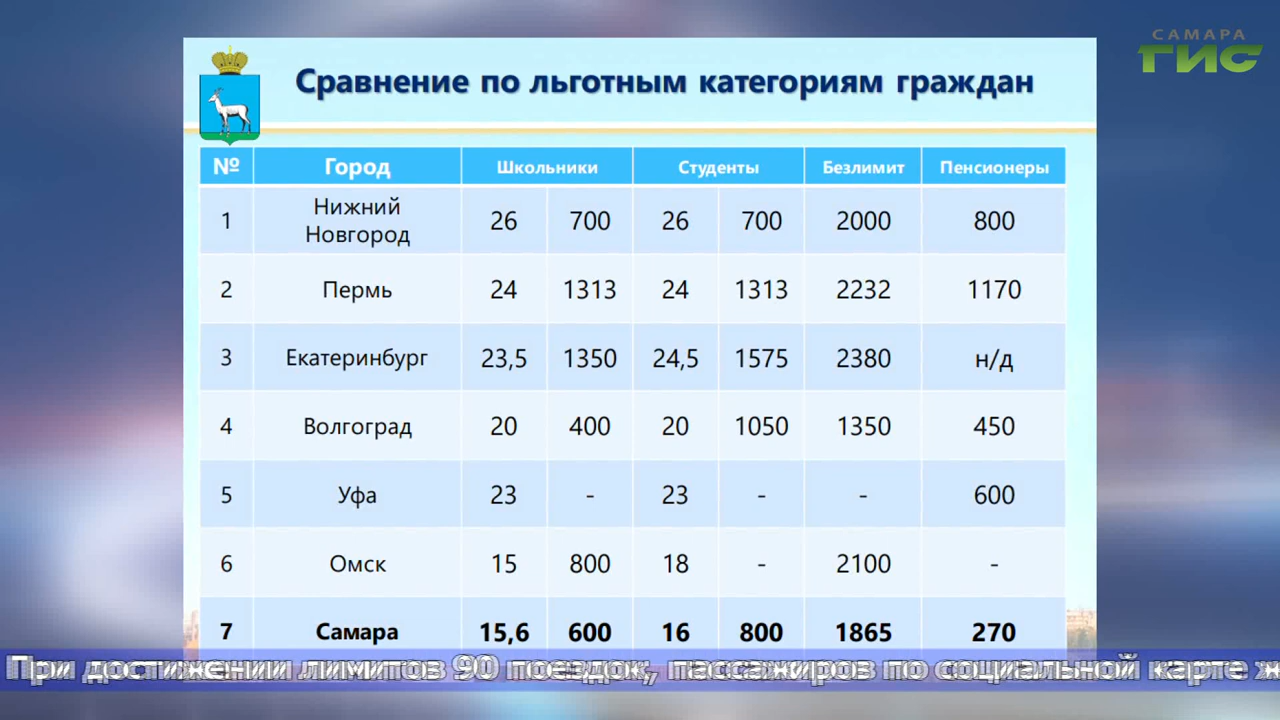 САМАРА
ГИС
Сравнение по льготным категориям граждан
№ Город Школьники Студенты Безлимит Пенсионеры
1 Нижний Новгород 26 700 26 700 2000 800
2 Пермь 24 1313 24 1313 2232 1170
3 Екатеринбург 23,5 1350 24,5 1575 2380 н/д
4 Волгоград 20 400 20 1050 1350 450
5 Уфа 23 - 23 - - 600
6 Омск 15 800 18 - 2100 -
7 Самара 15,6 600 16 800 1865 270
При достижении лимитов 90 поездок, пассажиров по социальной карте ж